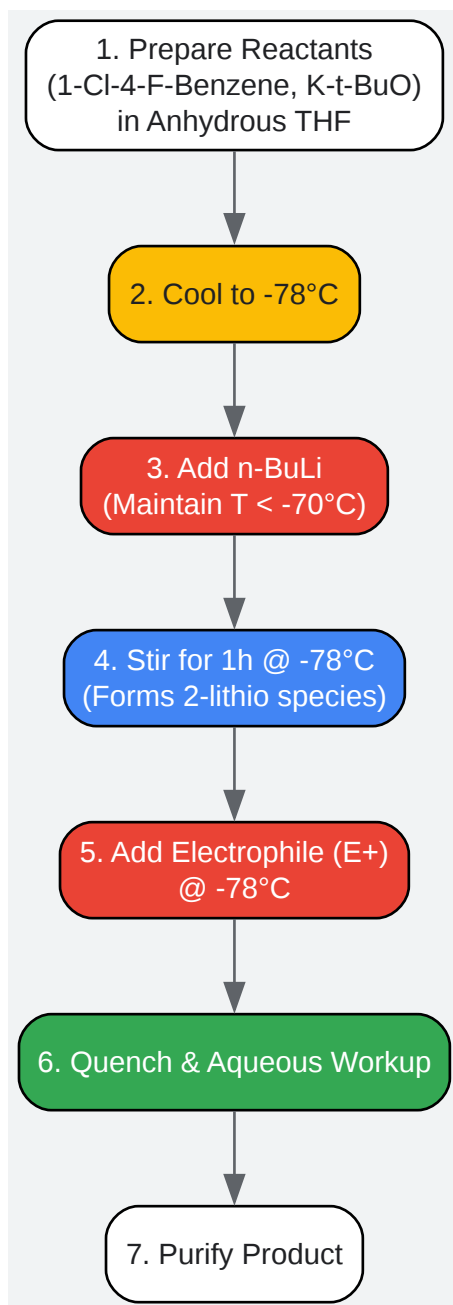 1. Prepare Reactants
(1-Cl-4-F-Benzene, K-t-BuO)
in Anhydrous THF
2. Cool to -78°C
3. Add n-BuLi
(Maintain T < -70°C)
4. Stir for 1h @ -78°C
(Forms 2-lithio species)
5. Add Electrophile (E+)
@ -78°C
6. Quench & Aqueous Workup
7. Purify Product